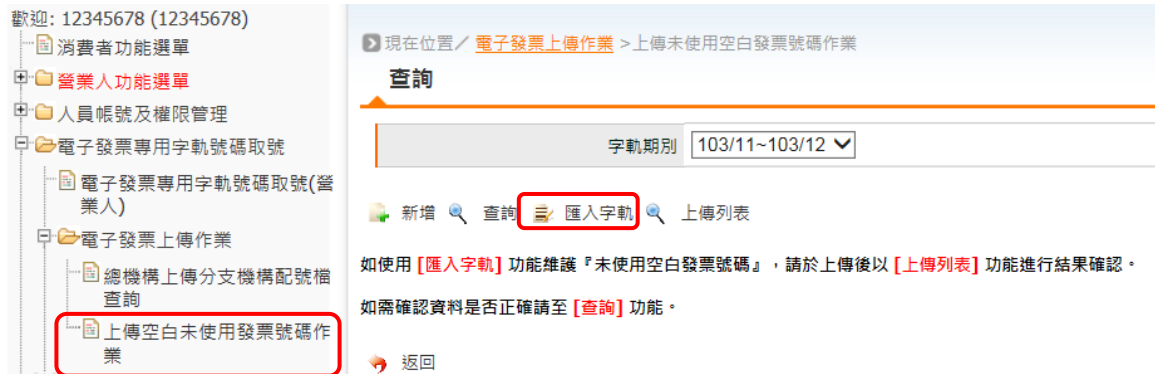 歡迎: 12345678 (12345678)
消費者功能選單
營業人功能選單
人員帳號及權限管理
電子發票專用字軌號碼取號
電子發票專用字軌號碼取號(營
業人)
電子發票上傳作業
總機構上傳分支機構配號檔
查詢
上傳空白未使用發票號碼作
業
現在位置／ 電子發票上傳作業 >上傳未使用空白發票號碼作業
查詢
字軌期別 103/11~103/12
新增 查詢 匯入字軌 上傳列表
如使用 [匯入字軌] 功能維護『未使用空白發票號碼』，請於上傳後以 [上傳列表] 功能進行結果確認。
如需確認資料是否正確請至 [查詢] 功能。
返回